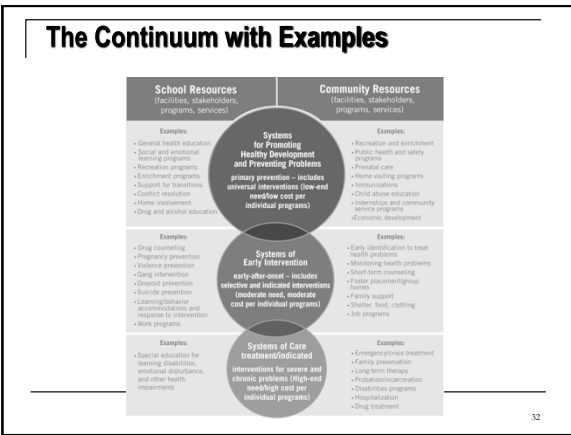 The Continuum with Examples
School Resources
(facilities, stakeholders,
programs, services)
Community Resources
(facilities, stakeholders,
programs, services)
Examples:
• General health education
• Social and emotional
learning programs
• Recreation programs
• Enrichment programs
• Support for transitions
• Conflict resolution
• Home involvement
• Drug and alcohol education
Systems
for Promoting
Healthy Development
and Preventing Problems
primary prevention – includes
universal interventions (low-end
need/low cost per
individual programs)
Examples:
• Recreation and enrichment
• Public health and safety
programs
• Prenatal care
• Home visiting programs
• Immunizations
• Child abuse education
• Internships and community
service programs
•Economic development
Examples:
• Drug counseling
• Pregnancy prevention
• Violence prevention
• Gang intervention
• Dropout prevention
• Suicide prevention
• Learning/behavior
accommodations and
response to intervention
• Work programs
Systems of
Early Intervention
early-after-onset – includes
selective and indicated interventions
(moderate need, moderate
cost per individual programs)
Examples:
• Early identification to treat
health problems
• Monitoring health problems
• Short-term counseling
• Foster placement/group
homes
• Family support
• Shelter, food, clothing
• Job programs
Examples:
• Special education for
learning disabilities,
emotional disturbance,
and other health
impairments
Systems of Care
treatment/indicated
interventions for severe and
chronic problems (High-end
need/high cost per
individual programs)
Examples:
• Emergency/crisis treatment
• Family preservation
• Long-term therapy
• Probation/incarceration
• Disabilities programs
• Hospitalization
• Drug treatment
32